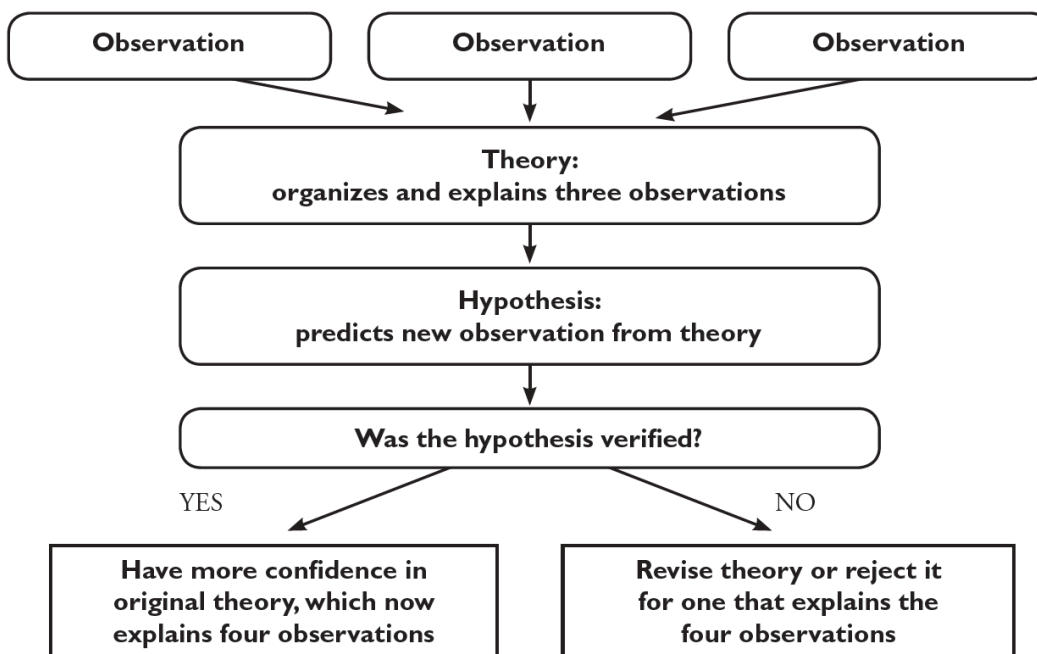 Observation
Observation
Observation
Theory:
organizes and explains three observations
Hypothesis:
predicts new observation from theory
Was the hypothesis verified?
YES
NO
Have more confidence in
original theory, which now
explains four observations
Revise theory or reject it
for one that explains the
four observations